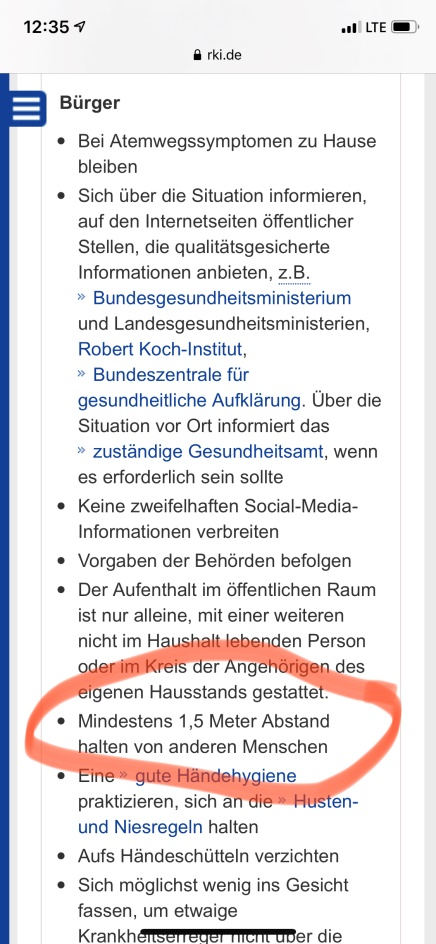 12:35
LTE
rki.de
Bürger
• Bei Atemwegssymptomen zu Hause
bleiben
• Sich über die Situation informieren,
auf den Internetseiten öffentlicher
Stellen, die qualitätsgesicherte
Informationen anbieten, z.B.
» Bundesgesundheitsministerium
und Landesgesundheitsministerien,
Robert Koch-Institut,
» Bundeszentrale für
gesundheitliche Aufklärung. Über die
Situation vor Ort informiert das
» zuständige Gesundheitsamt, wenn
es erforderlich sein sollte
• Keine zweifelhaften Social-Media-
Informationen verbreiten
• Vorgaben der Behörden befolgen
• Der Aufenthalt im öffentlichen Raum
ist nur alleine, mit einer weiteren
nicht im Haushalt lebenden Person
oder im Kreis der Angehörigen des
eigenen Hausstands gestattet.
• Mindestens 1,5 Meter Abstand
halten von anderen Menschen
• Eine » gute Händehygiene
praktizieren, sich an die » Husten-
und Niesregeln halten
• Aufs Händeschütteln verzichten
• Sich möglichst wenig ins Gesicht
fassen, um etwaige
Krankheitserreger nicht über die